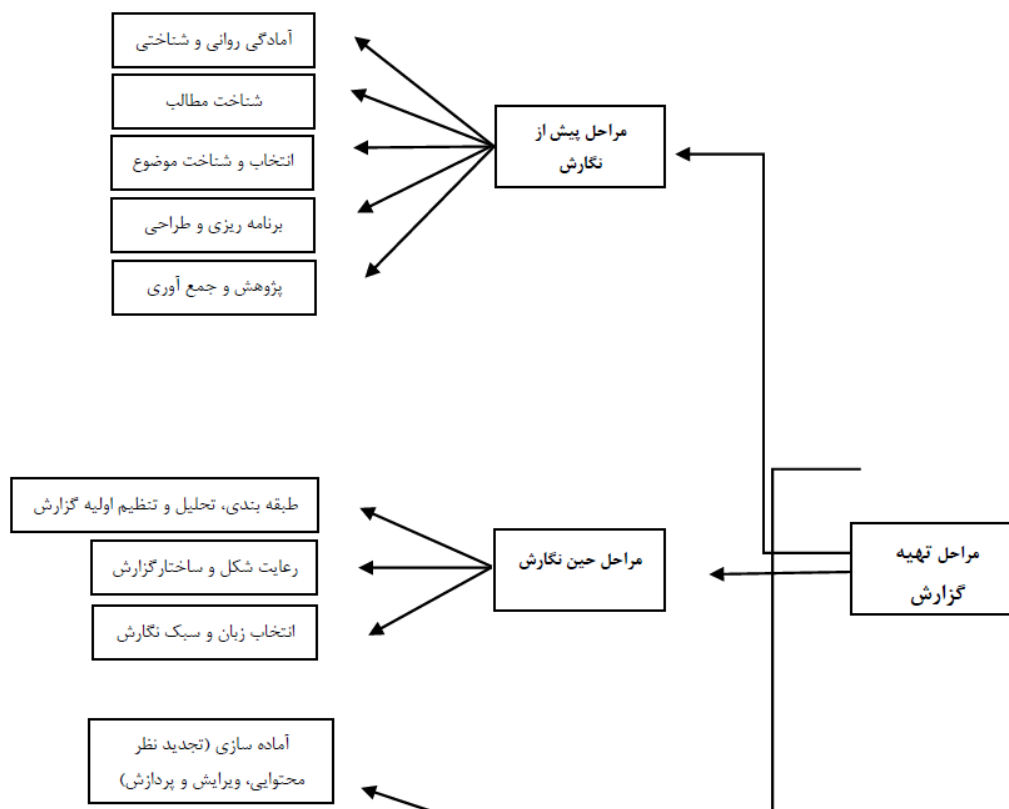 مراحل تهیه
گزارش
مراحل پیش از
نگارش
آمادگی روانی و شناختی
شناخت مطالب
انتخاب و شناخت موضوع
برنامه ریزی و طراحی
پژوهش و جمع آوری
مراحل حین نگارش
طبقه بندی، تحلیل و تنظیم اولیه گزارش
رعایت شکل و ساختارگزارش
انتخاب زبان و سبک نگارش
آماده سازی (تجدید نظر
محتوایی، ویرایش و پردازش)